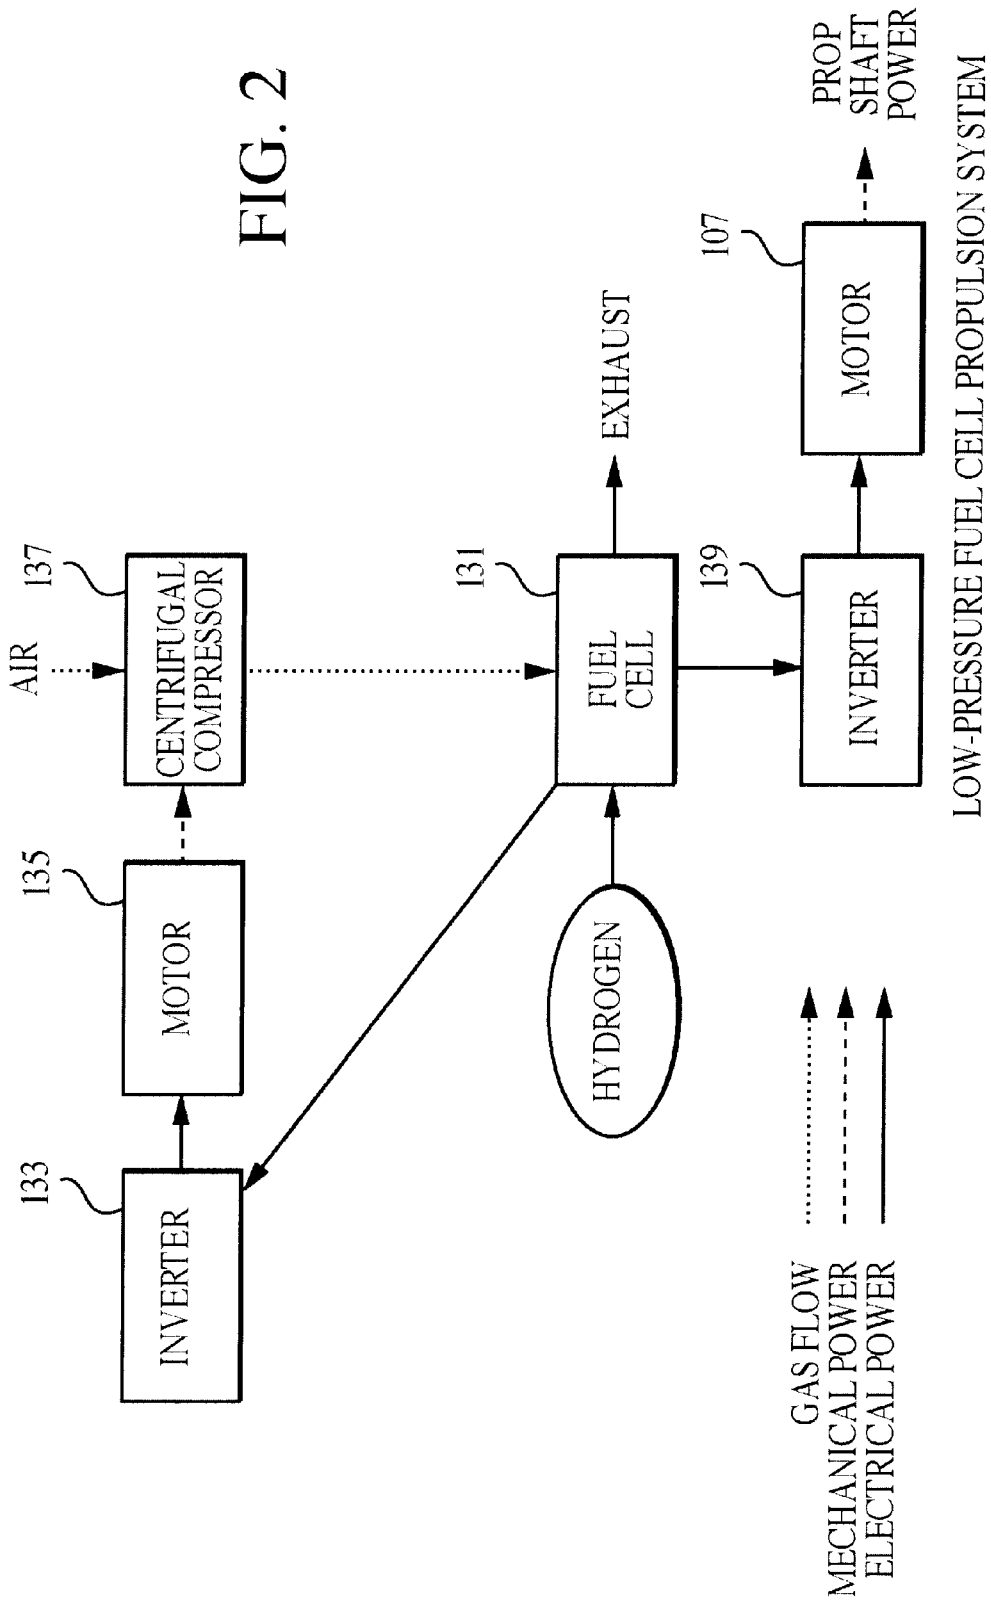 FIG. 2
AIR
137
CENTRIFUGAL
COMPRESSOR
135
MOTOR
133
INVERTER
131
FUEL
CELL
EXHAUST
HYDROGEN
139
INVERTER
107
MOTOR
PROP
SHAFT
POWER
GAS FLOW
MECHANICAL POWER
ELECTRICAL POWER
LOW-PRESSURE FUEL CELL PROPULSION SYSTEM